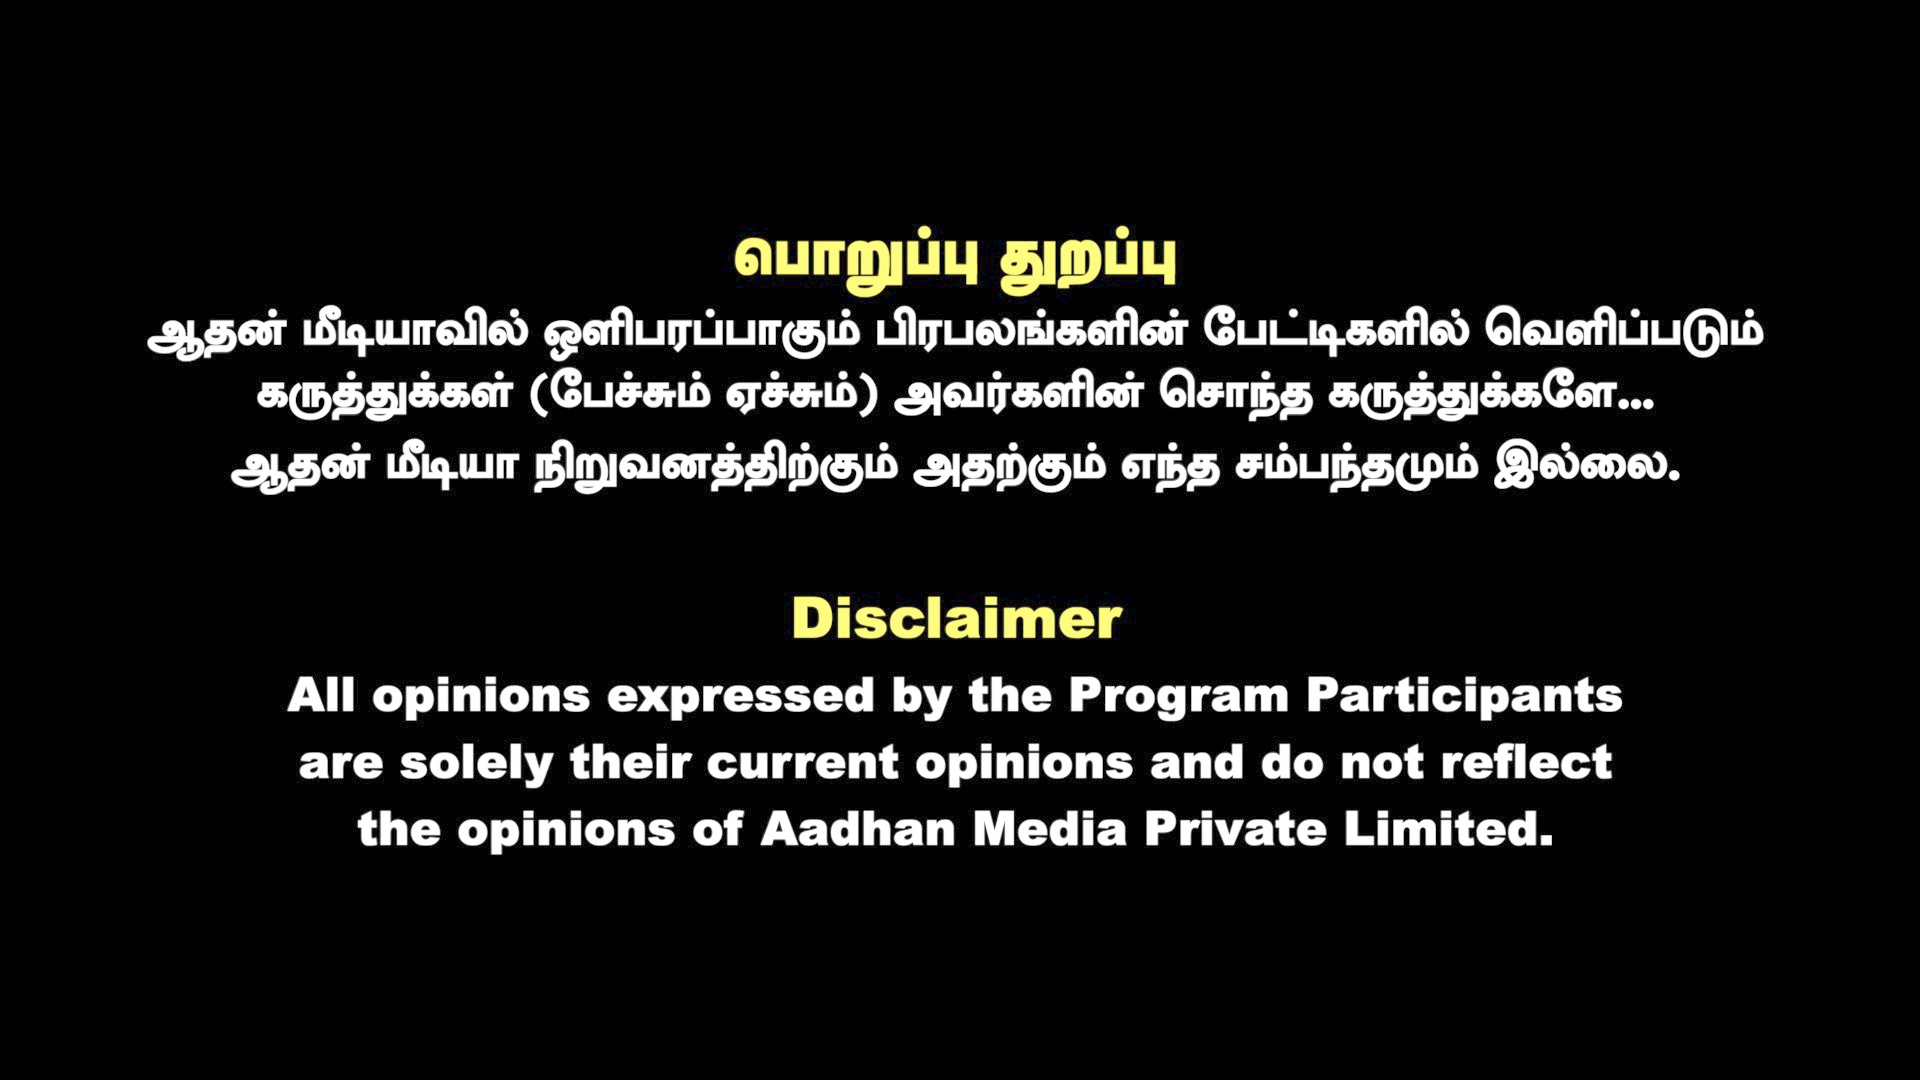 பொறுப்பு துறப்பு
ஆதன் மீடியாவில் ஒளிபரப்பாகும் பிரபலங்களின் பேட்டிகளில் வெளிப்படும்
கருத்துக்கள் (பேச்சும் ஏச்சும்) அவர்களின் சொந்த கருத்துக்களே...
ஆதன் மீடியா நிறுவனத்திற்கும் அதற்கும் எந்த சம்பந்தமும் இல்லை.
Disclaimer
All opinions expressed by the Program Participants
are solely their current opinions and do not reflect
the opinions of Aadhan Media Private Limited.